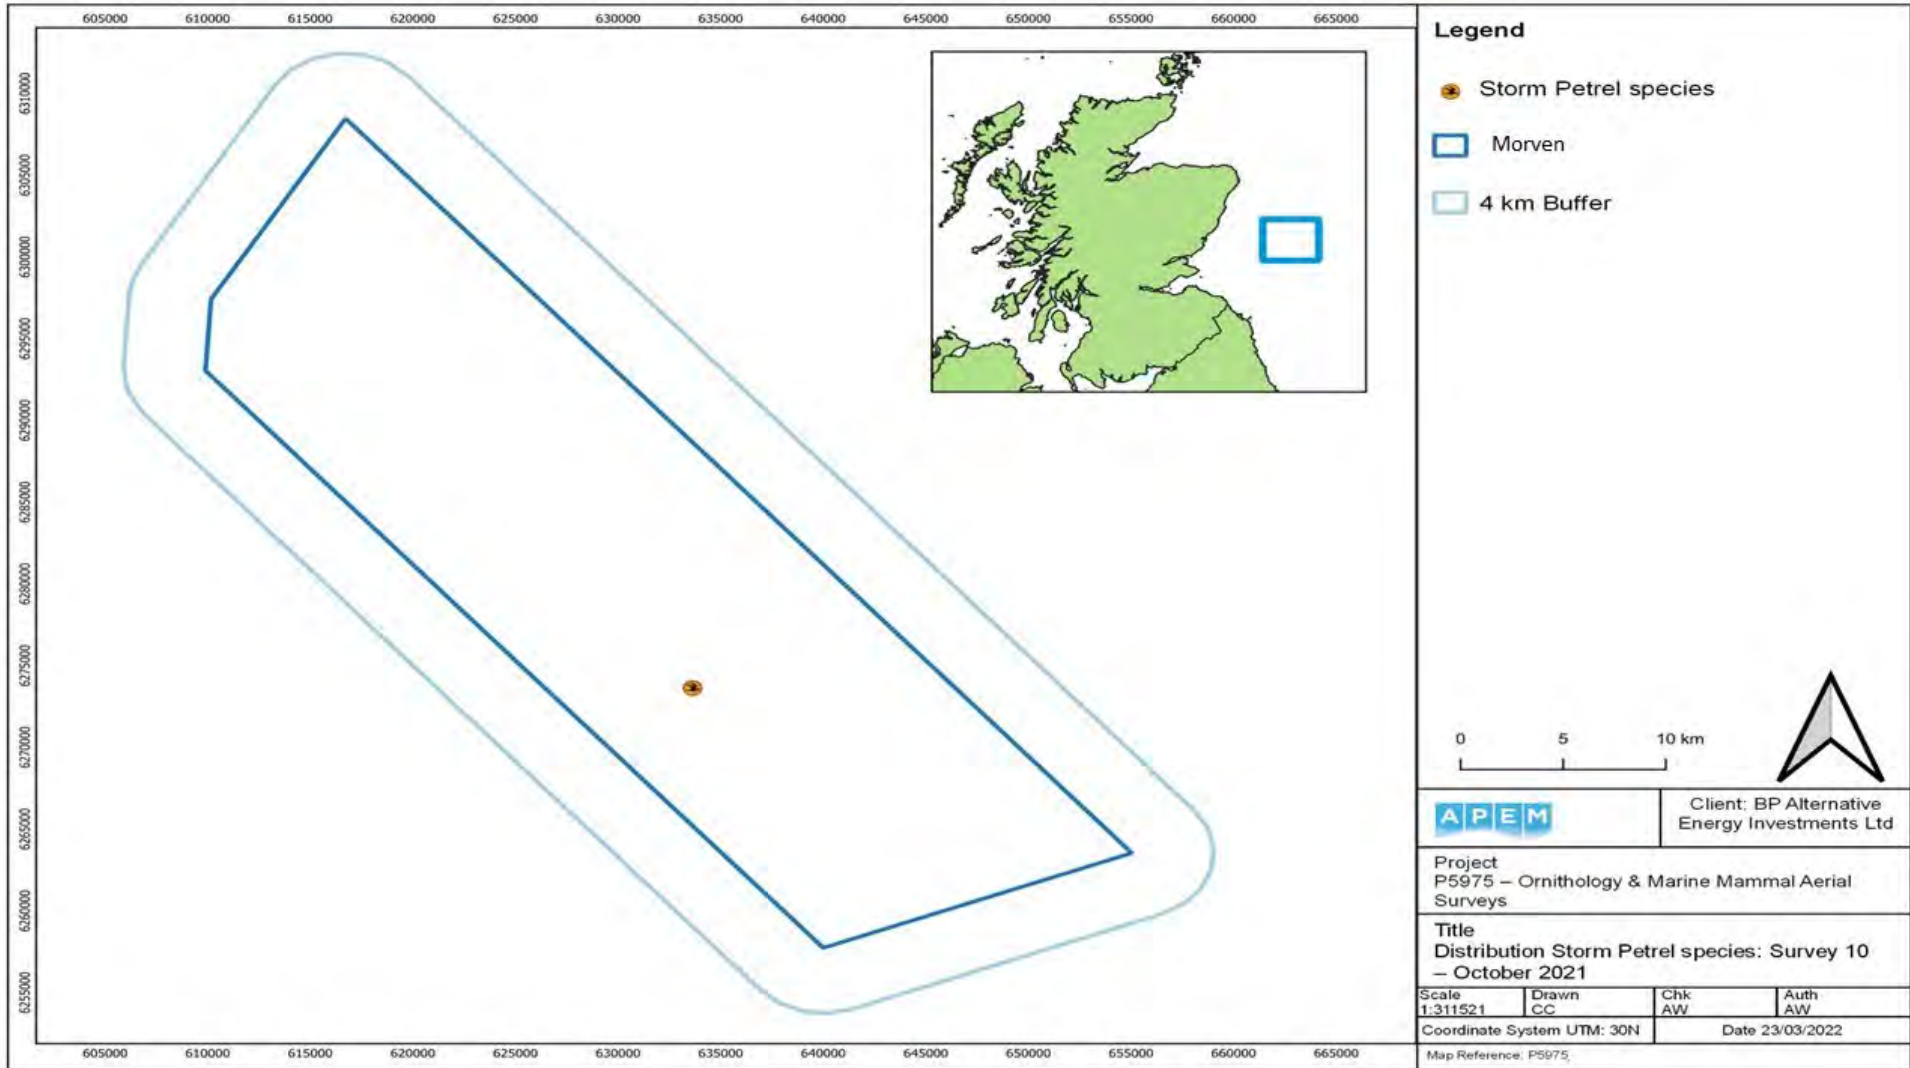 605000 610000 615000 620000 625000 630000 635000 640000 645000 650000 655000 660000 665000
6310000
6305000
6300000
6295000
6290000
6285000
6280000
6275000
6270000
6265000
6260000
6255000
605000 610000 615000 620000 625000 630000 635000 640000 645000 650000 655000 660000 665000
Legend
Storm Petrel species
Morven
4 km Buffer
0 5 10 km
APEM
Client: BP Alternative
Energy Investments Ltd
Project
P5975 – Ornithology & Marine Mammal Aerial
Surveys
Title
Distribution Storm Petrel species: Survey 10
– October 2021
Scale Drawn Chk Auth
1:311521 CC AW AW
Coordinate System UTM: 30N Date 23/03/2022
Map Reference: P5975